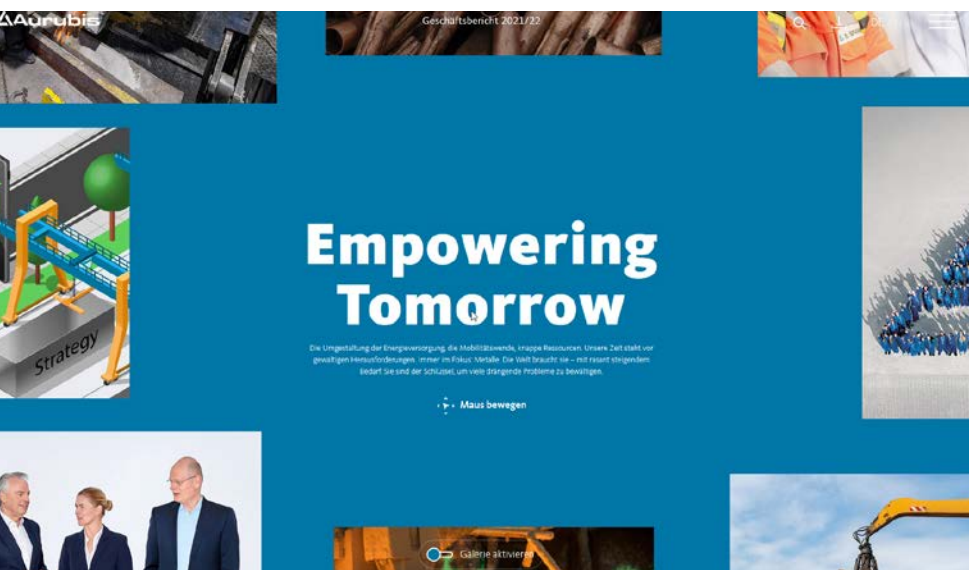 Aurubis
Geschäftsbericht 2021/22
DE
Strategy
Empowering
Tomorrow
Die Umgestaltung der Energieversorgung, die Mobilitätswende, knappe Ressourcen. Unsere Zeit steht vor
gewaltigen Herausforderungen. Immer im Fokus: Metalle. Die Welt braucht sie – mit rasant steigendem
Bedarf. Sie sind der Schlüssel, um viele drängende Probleme zu bewältigen.
Maus bewegen
Galerie aktivieren